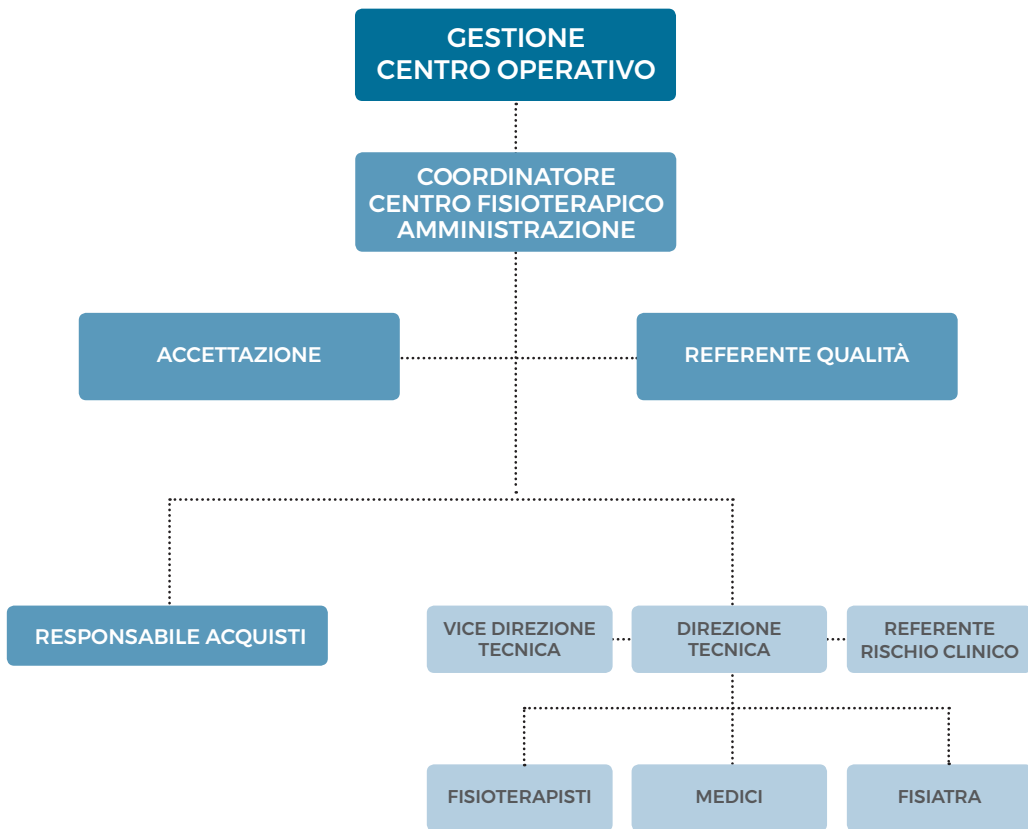 GESTIONE
CENTRO OPERATIVO
COORDINATORE
CENTRO FISIOTERAPICO
AMMINISTRAZIONE
ACCETTAZIONE
REFERENTE QUALITÀ
RESPONSABILE ACQUISTI
VICE DIREZIONE
TECNICA
DIREZIONE
TECNICA
REFERENTE
RISCHIO CLINICO
FISIOTERAPISTI
MEDICI
FISIATRA